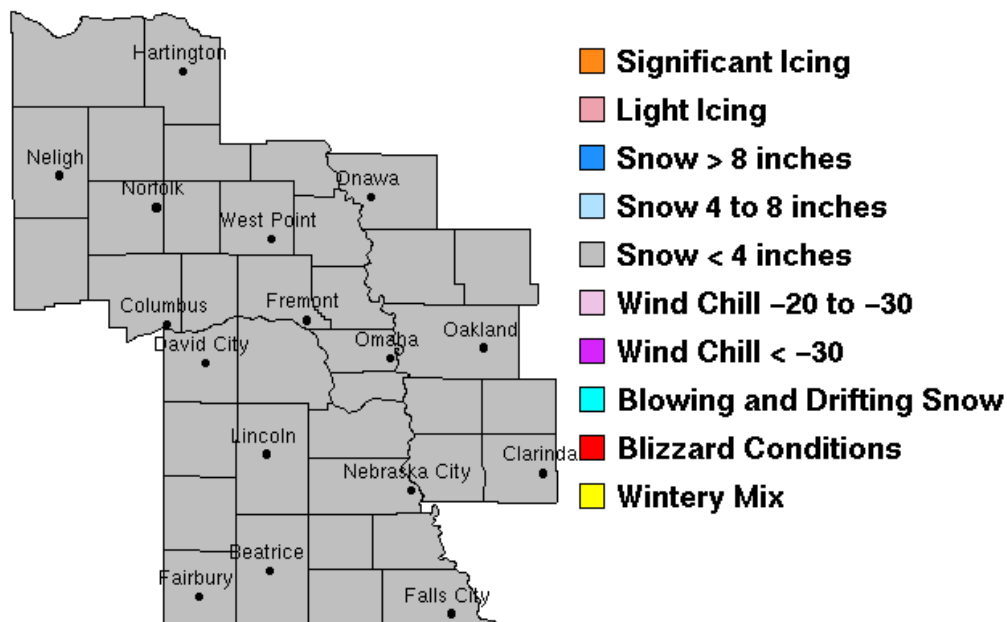 Hartington
Neligh
Norfolk
Onawa
West Point
Columbus
Fremont
David City
Omaha
Oakland
Lincoln
Nebraska City
Clarinda
Beatrice
Fairbury
Falls City
Significant Icing
Light Icing
Snow > 8 inches
Snow 4 to 8 inches
Snow < 4 inches
Wind Chill −20 to −30
Wind Chill < −30
Blowing and Drifting Snow
Blizzard Conditions
Wintery Mix